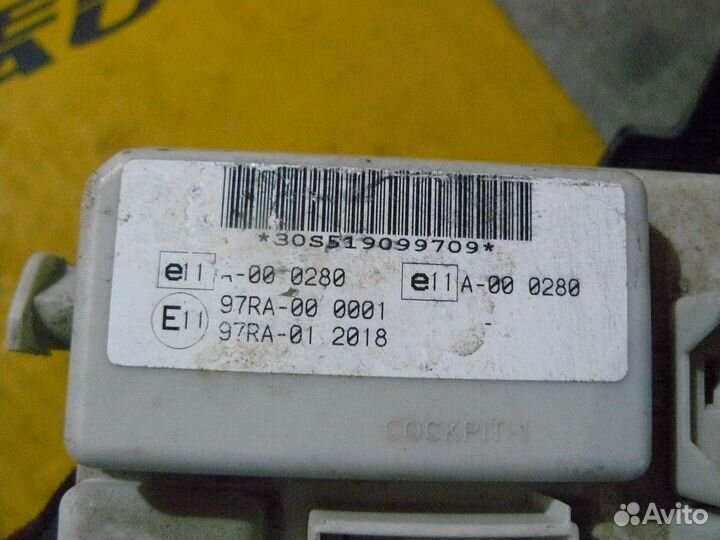 *30S519099709*
e11 A-00 0280 e11 A-00 0280
E11 97RA-00 0001
97RA-01 2018
COCKPIT-1
Avito